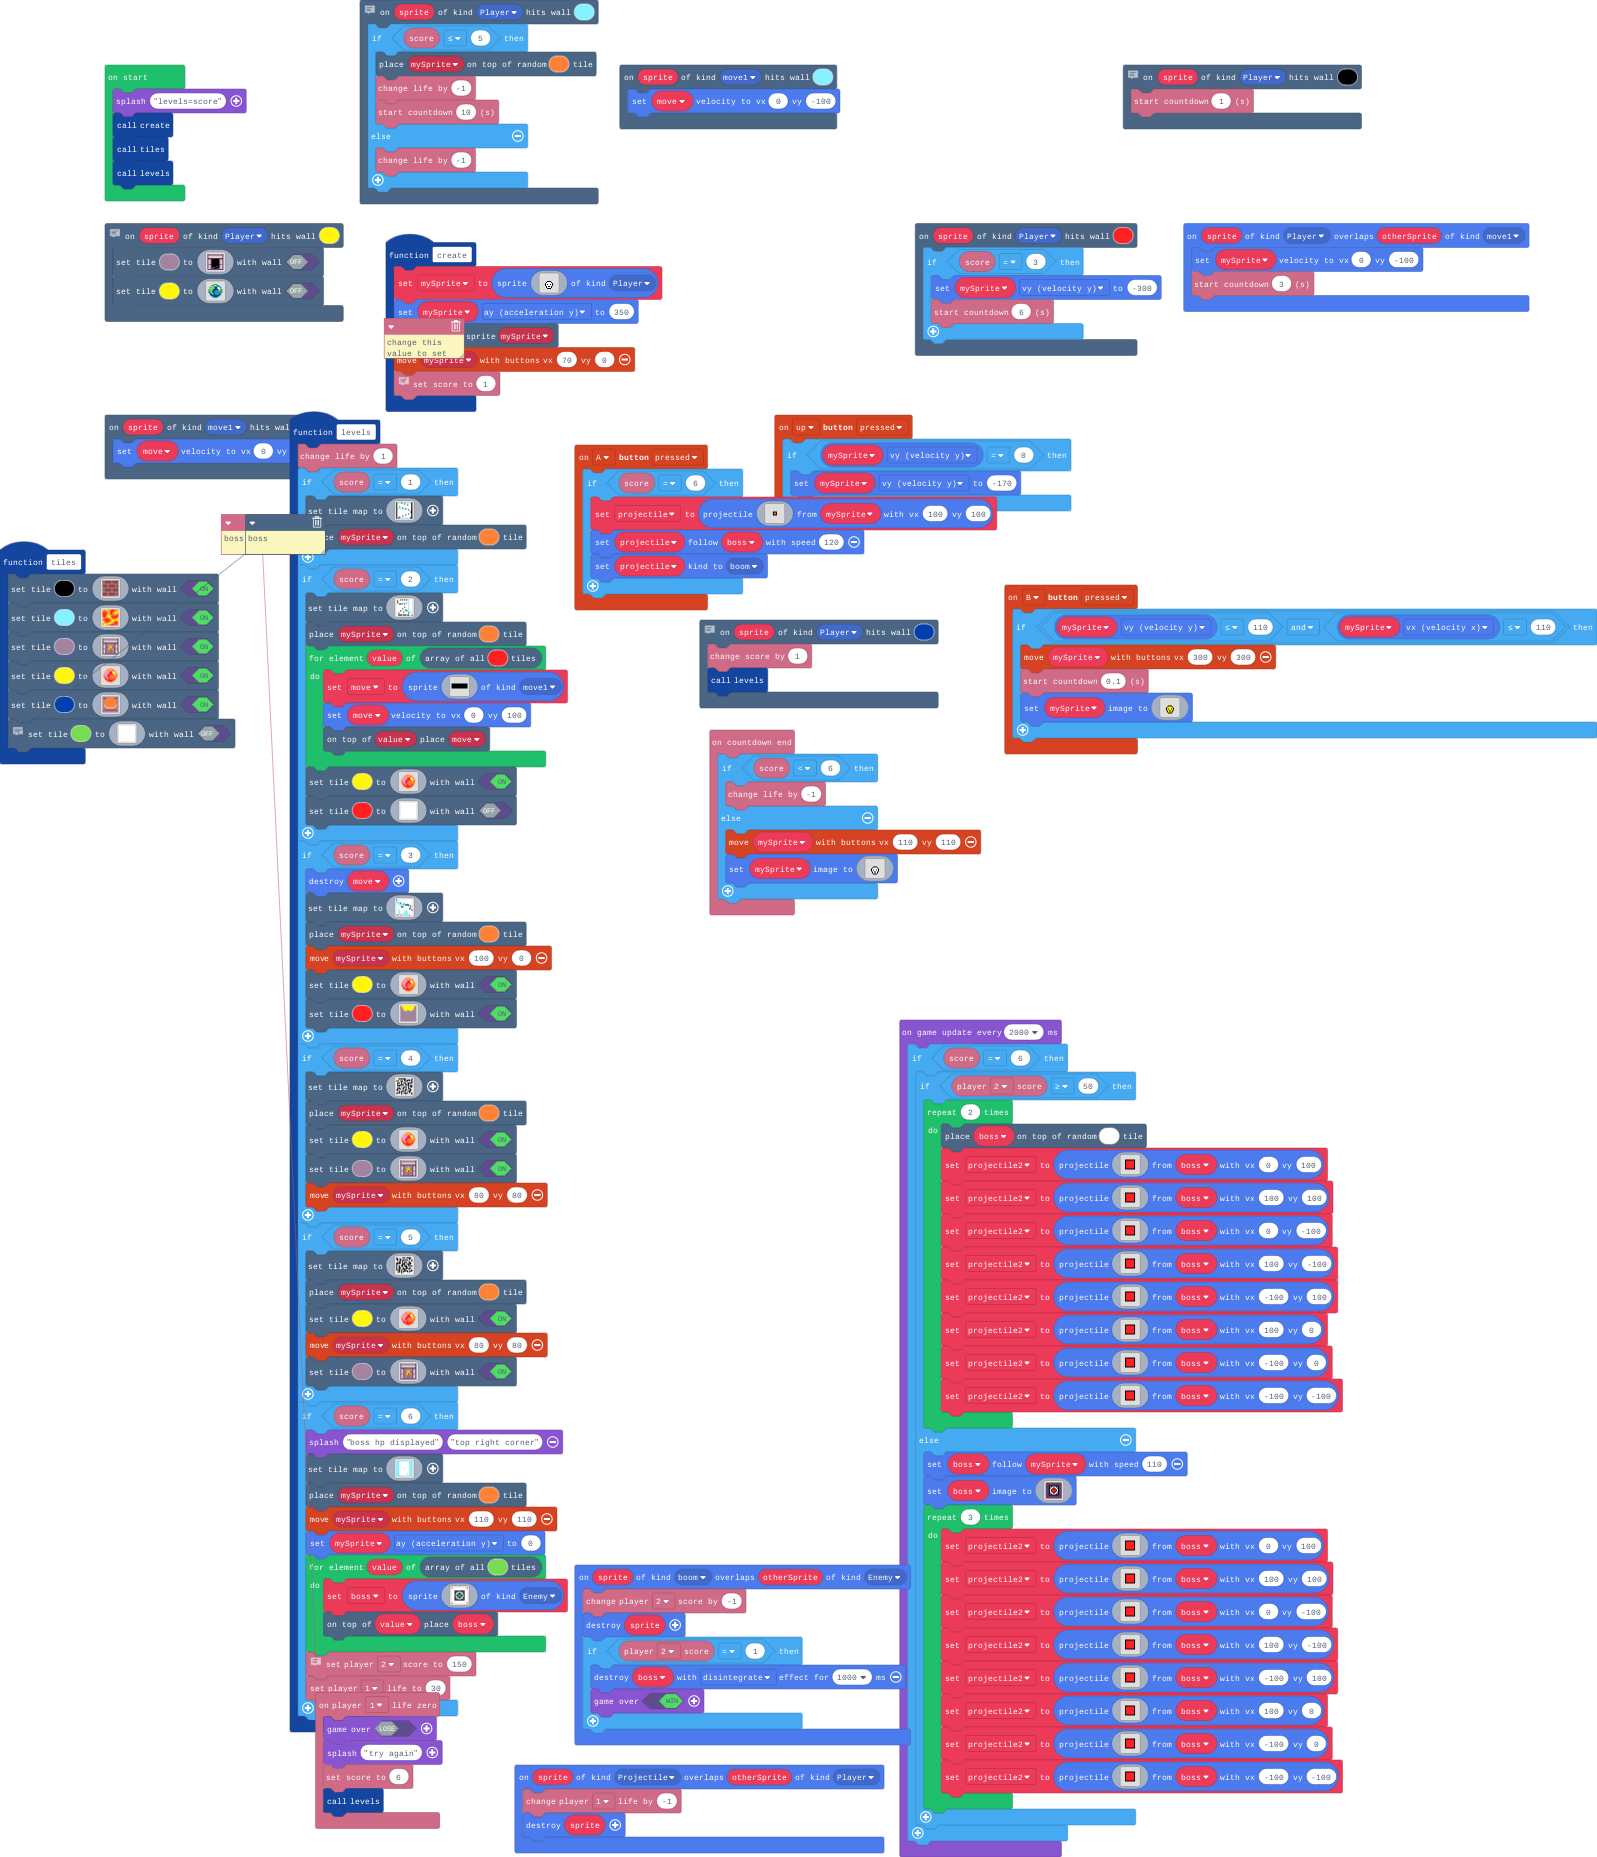 on sprite of kind Player hits wall
if score ≤ 5 then
place mySprite on top of random tile
change life by -1
start countdown 10 (s)
else
change life by -1
on start
splash "levels=score"
call create
call tiles
call levels
on sprite of kind move1 hits wall
set move velocity to vx 0 vy -100
on sprite of kind Player hits wall
start countdown 1 (s)
on sprite of kind Player hits wall
set tile to with wall OFF
set tile to with wall OFF
function create
set mySprite to sprite of kind Player
set mySprite ay (acceleration y) to 350
sprite mySprite
change this
value to set
move mySprite with buttons vx 70 vy 0
set score to 1
on sprite of kind Player hits wall
if score = 3 then
set mySprite vy (velocity y) to -300
start countdown 6 (s)
on sprite of kind Player overlaps otherSprite of kind move1
set mySprite velocity to vx 0 vy -100
start countdown 3 (s)
on sprite of kind move1 hits wal
set move velocity to vx 0 vy
boss
boss
function tiles
set tile to with wall ON
set tile to with wall ON
set tile to with wall ON
set tile to with wall ON
set tile to with wall ON
set tile to with wall OFF
function levels
change life by 1
if score = 1 then
set tile map to
mySprite on top of random tile
if score = 2 then
set tile map to
place mySprite on top of random tile
for element value of array of all tiles
do
set move to sprite of kind move1
set move velocity to vx 0 vy 100
on top of value place move
set tile to with wall ON
set tile to with wall OFF
if score = 3 then
destroy move
set tile map to
place mySprite on top of random tile
move mySprite with buttons vx 100 vy 0
set tile to with wall ON
set tile to with wall ON
if score = 4 then
set tile map to
place mySprite on top of random tile
set tile to with wall ON
set tile to with wall ON
move mySprite with buttons vx 80 vy 80
if score = 5 then
set tile map to
place mySprite on top of random tile
set tile to with wall ON
move mySprite with buttons vx 80 vy 80
set tile to with wall ON
if score = 6 then
splash "boss hp displayed" "top right corner"
set tile map to
place mySprite on top of random tile
move mySprite with buttons vx 110 vy 110
set mySprite ay (acceleration y) to 0
for element value of array of all tiles
do
set boss to sprite of kind Enemy
on top of value place boss
set player 2 score to 150
set player 1 life to 30
on player 1 life zero
game over LOSE
splash "try again"
set score to 6
call levels
on A button pressed
if score = 6 then
set projectile to projectile from mySprite with vx 100 vy 100
set projectile follow boss with speed 120
set projectile kind to boom
on up button pressed
if mySprite vy (velocity y) = 0 then
set mySprite vy (velocity y) to -170
on sprite of kind Player hits wall
change score by 1
call levels
on B button pressed
if mySprite vy (velocity y) ≤ 110 and mySprite vx (velocity x) ≤ 110 then
move mySprite with buttons vx 300 vy 300
start countdown 0.1 (s)
set mySprite image to
on countdown end
if score < 6 then
change life by -1
else
move mySprite with buttons vx 110 vy 110
set mySprite image to
on game update every 2000 ms
if score = 6 then
if player 2 score ≥ 50 then
repeat 2 times
do
place boss on top of random tile
set projectile2 to projectile from boss with vx 0 vy 100
set projectile2 to projectile from boss with vx 100 vy 100
set projectile2 to projectile from boss with vx 0 vy -100
set projectile2 to projectile from boss with vx 100 vy -100
set projectile2 to projectile from boss with vx -100 vy 100
set projectile2 to projectile from boss with vx 100 vy 0
set projectile2 to projectile from boss with vx -100 vy 0
set projectile2 to projectile from boss with vx -100 vy -100
else
set boss follow mySprite with speed 110
set boss image to
repeat 3 times
do
set projectile2 to projectile from boss with vx 0 vy 100
set projectile2 to projectile from boss with vx 100 vy 100
set projectile2 to projectile from boss with vx 0 vy -100
set projectile2 to projectile from boss with vx 100 vy -100
set projectile2 to projectile from boss with vx -100 vy 100
set projectile2 to projectile from boss with vx 100 vy 0
set projectile2 to projectile from boss with vx -100 vy 0
set projectile2 to projectile from boss with vx -100 vy -100
on sprite of kind boom overlaps otherSprite of kind Enemy
change player 2 score by -1
destroy sprite
if player 2 score = 1 then
destroy boss with disintegrate effect for 1000 ms
game over WIN
on sprite of kind Projectile overlaps otherSprite of kind Player
change player 1 life by -1
destroy sprite